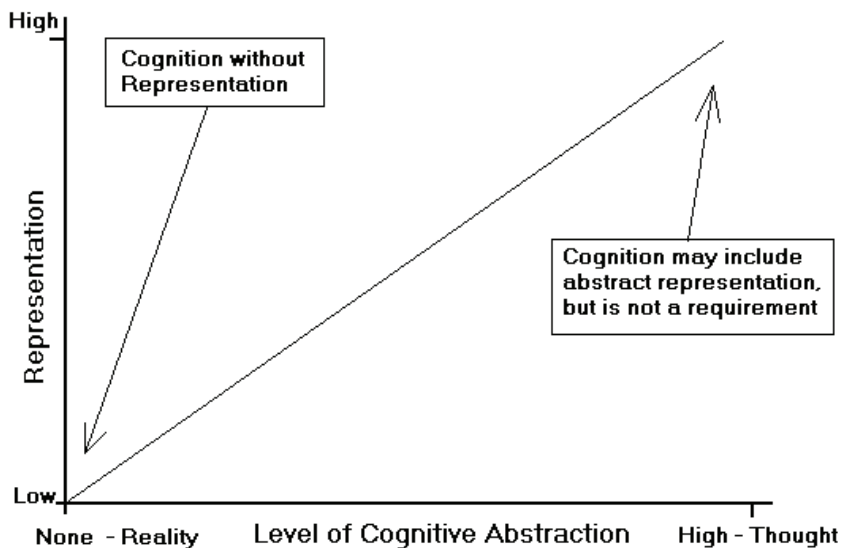 High
Cognition without
Representation
Representation
Cognition may include
abstract representation,
but is not a requirement
Low
None - Reality
Level of Cognitive Abstraction
High - Thought